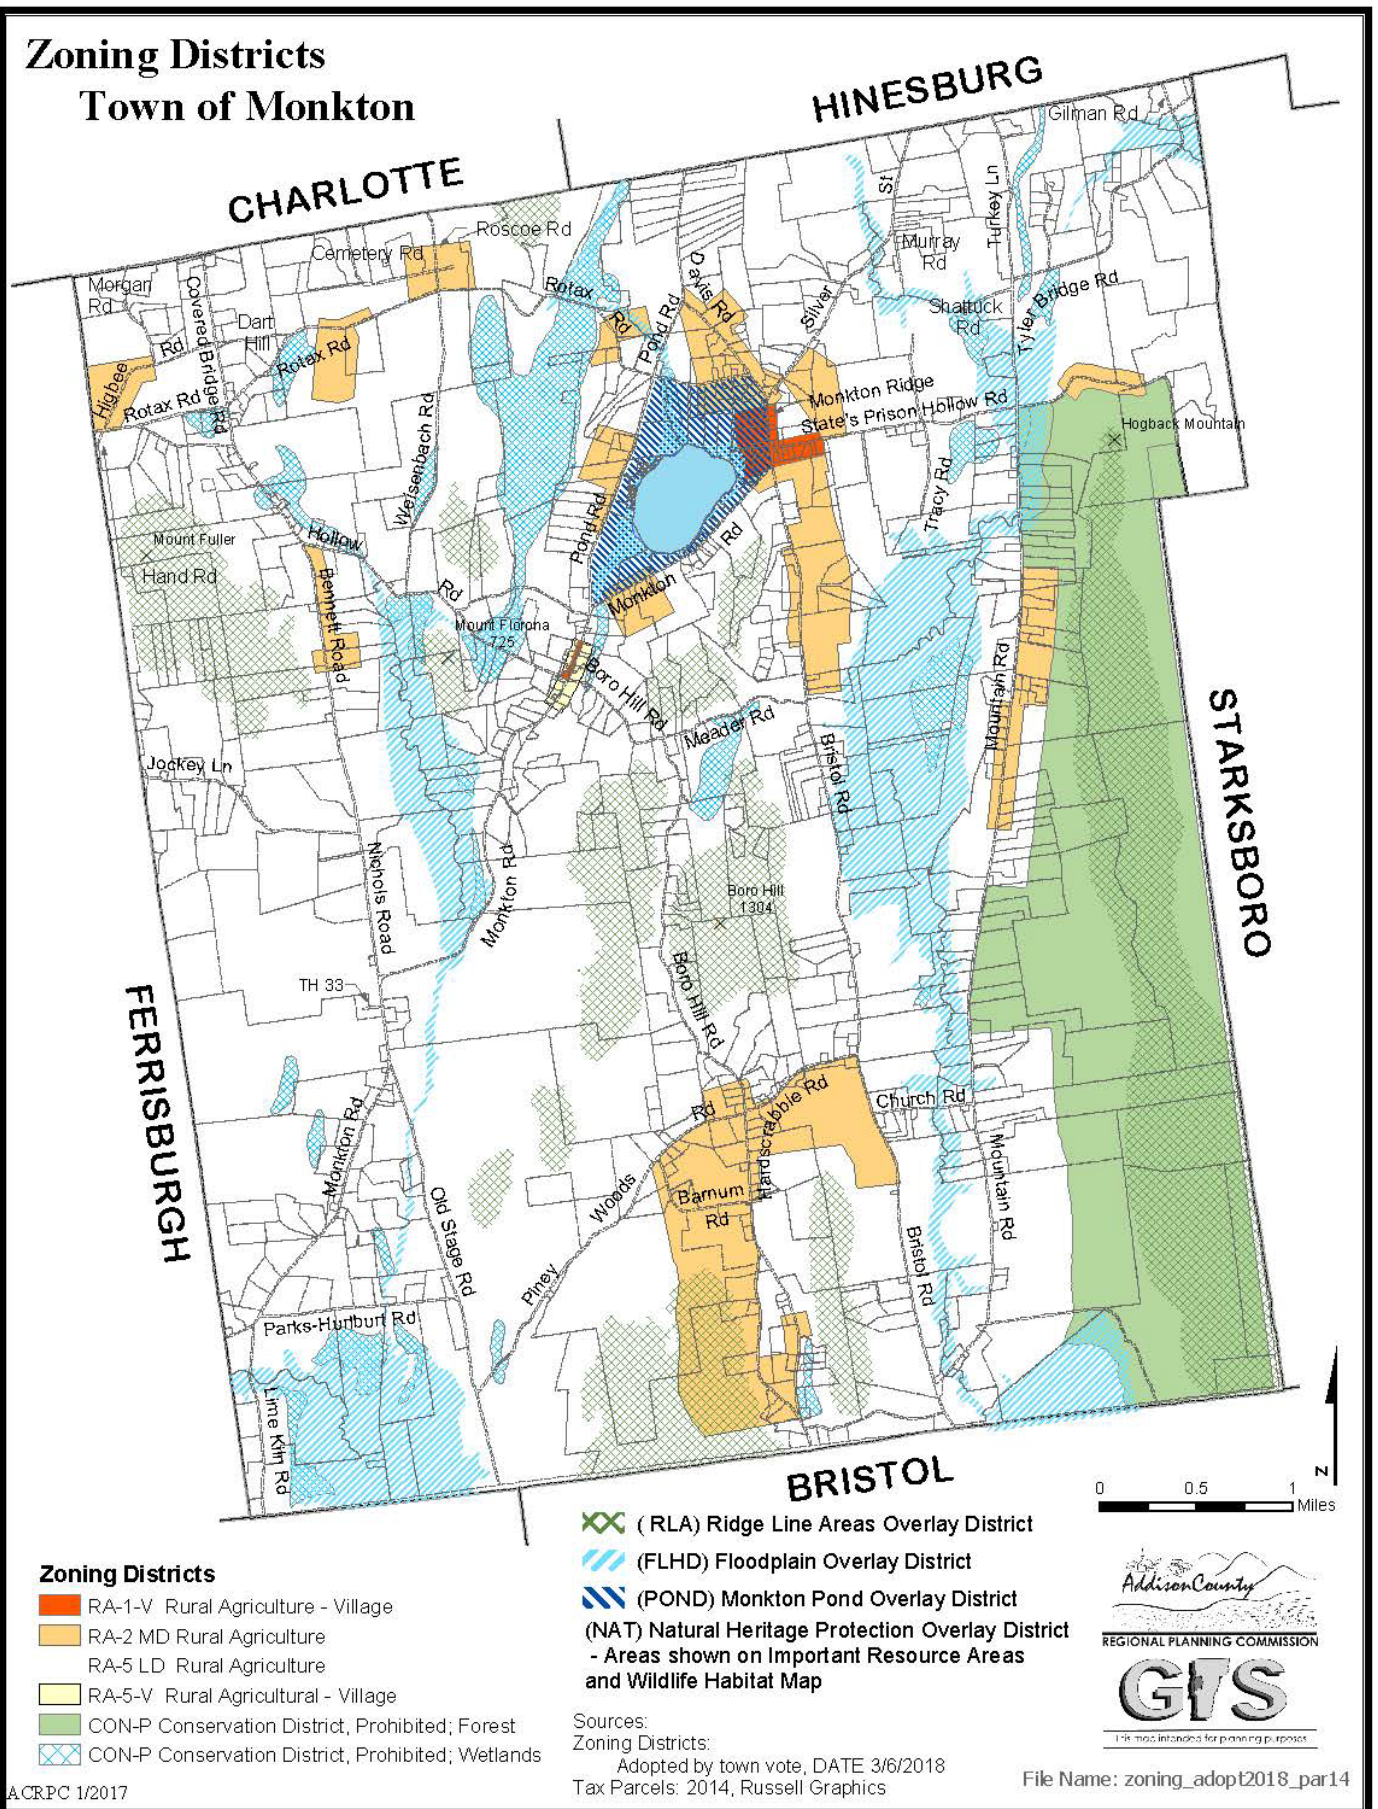 Zoning Districts
Town of Monkton
HINESBURG
CHARLOTTE
Gilman Rd
St
Turkey Ln
Roscoe Rd
Cemetery Rd
Murray
Rd
Morgan
Rd
Covered Bridge Rd
Rotax
Rd
Davis Rd
Silver
Shattuck
Rd
Tyler Bridge Rd
Dart
Hill
Rotax Rd
Pond Rd
Rd
Higbee
Rotax Rd
Monkton Ridge
State's Prison Hollow Rd
Hogback Mountain
Weisenbach Rd
Tracy Rd
Pond Rd
Rd
Mount Fuller
Hollow
Hand Rd
Bennett Road
Rd
Monkton
Mount Florona
725
Boro Hill Rd
Mountain Rd
Meader Rd
Bristol Rd
Jockey Ln
STARKSBORO
Nichols Road
Monkton Rd
Boro Hill
1304
Boro Hill Rd
TH 33
FERRISBURGH
Monkton Rd
Rd
Hardscrabble Rd
Church Rd
Mountain Rd
Woods
Barnum
Rd
Old Stage Rd
Piney
Bristol Rd
Parks-Hurlburt Rd
Lime Kiln Rd
BRISTOL
N
0 0.5 1
Miles
(RLA) Ridge Line Areas Overlay District
(FLHD) Floodplain Overlay District
(POND) Monkton Pond Overlay District
(NAT) Natural Heritage Protection Overlay District
- Areas shown on Important Resource Areas
and Wildlife Habitat Map
Zoning Districts
RA-1-V Rural Agriculture - Village
RA-2 MD Rural Agriculture
RA-5 LD Rural Agriculture
RA-5-V Rural Agricultural - Village
CON-P Conservation District, Prohibited; Forest
CON-P Conservation District, Prohibited; Wetlands
Sources:
Zoning Districts:
Adopted by town vote, DATE 3/6/2018
Tax Parcels: 2014, Russell Graphics
Addison County
REGIONAL PLANNING COMMISSION
GIS
This map intended for planning purposes
File Name: zoning_adopt2018_par14
ACRPC 1/2017